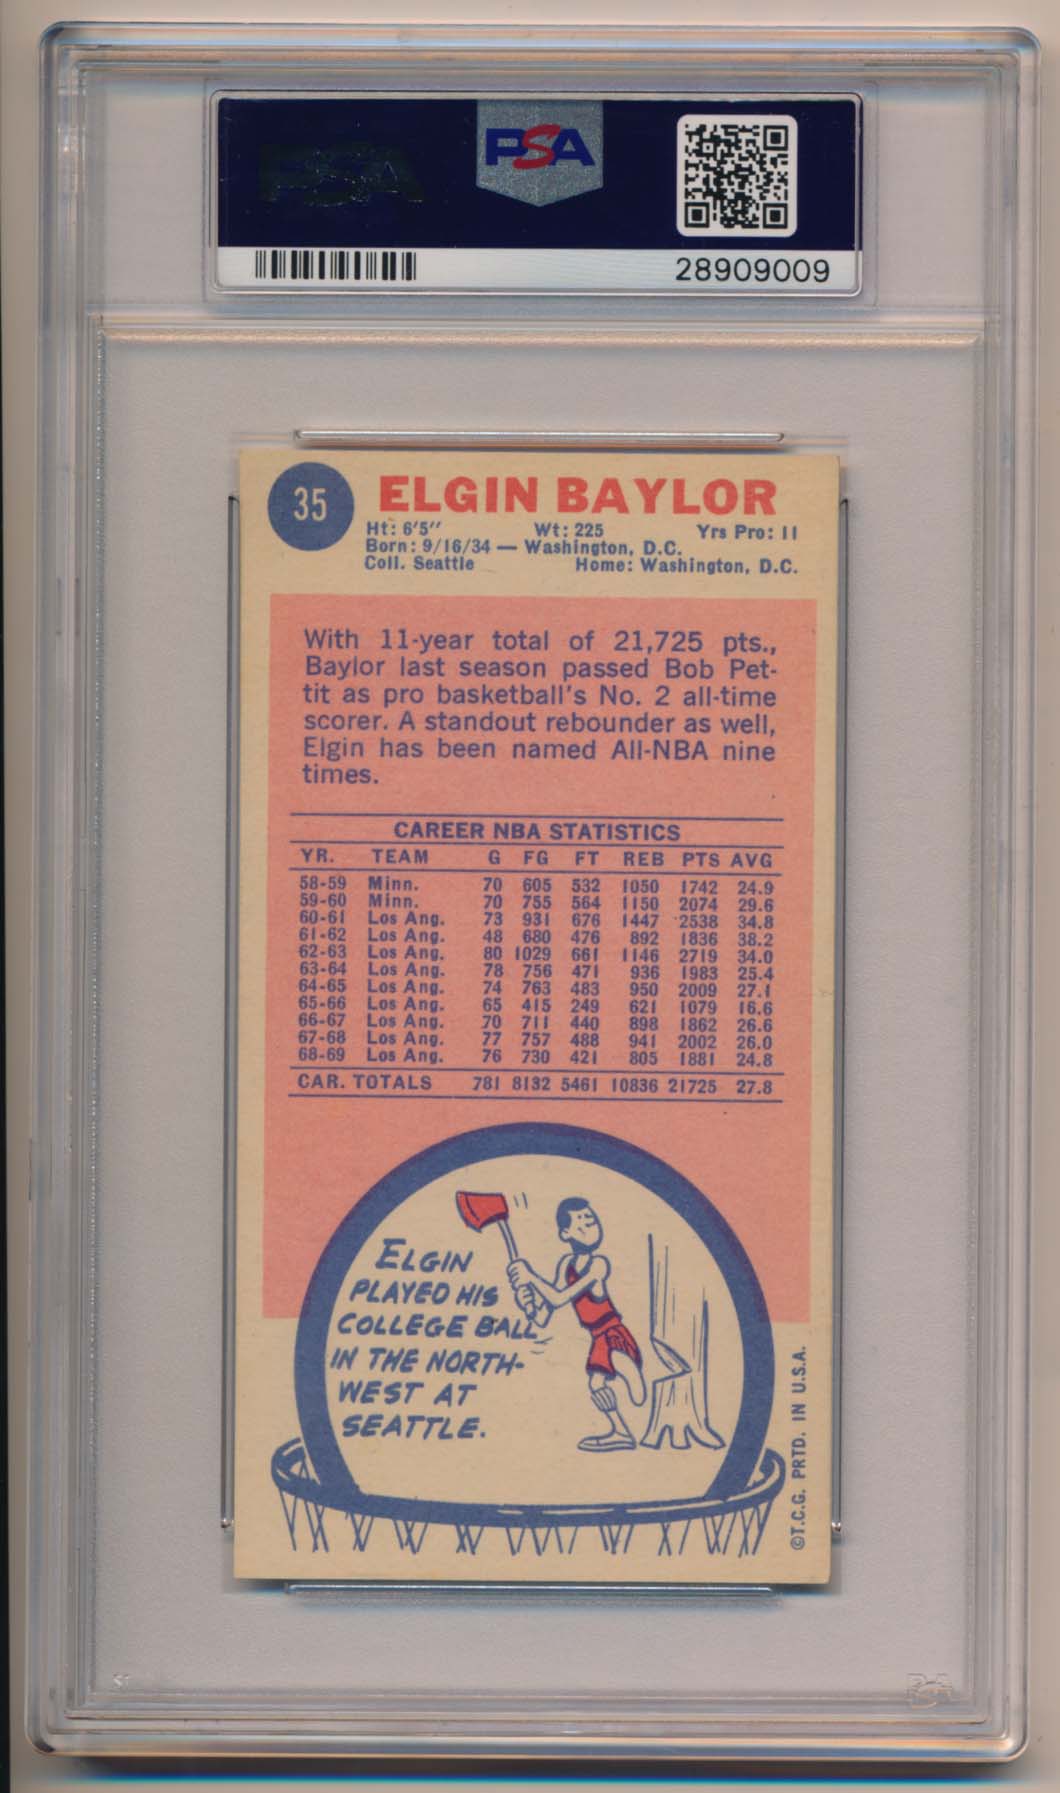 PSA
28909009
35
ELGIN BAYLOR
Ht: 6'5" Wt: 225 Yrs Pro: 11
Born: 9/16/34 — Washington, D.C.
Coll. Seattle Home: Washington, D.C.
With 11-year total of 21,725 pts.,
Baylor last season passed Bob Pet-
tit as pro basketball's No. 2 all-time
scorer. A standout rebounder as well,
Elgin has been named All-NBA nine
times.
CAREER NBA STATISTICS
YR. TEAM G FG FT REB PTS AVG
58-59 Minn. 70 605 532 1050 1742 24.9
59-60 Minn. 70 755 564 1150 2074 29.6
60-61 Los Ang. 73 931 676 1447 2538 34.8
61-62 Los Ang. 48 680 476 892 1836 38.2
62-63 Los Ang. 80 1029 661 1146 2719 34.0
63-64 Los Ang. 78 756 471 936 1983 25.4
64-65 Los Ang. 74 763 483 950 2009 27.1
65-66 Los Ang. 65 415 249 621 1079 16.6
66-67 Los Ang. 70 711 440 898 1862 26.6
67-68 Los Ang. 77 757 488 941 2002 26.0
68-69 Los Ang. 76 730 421 805 1881 24.8
CAR. TOTALS 781 8132 5461 10836 21725 27.8
ELGIN
PLAYED HIS
COLLEGE BALL
IN THE NORTH-
WEST AT
SEATTLE.
©T.C.G. PRTD. IN U.S.A.
PSA